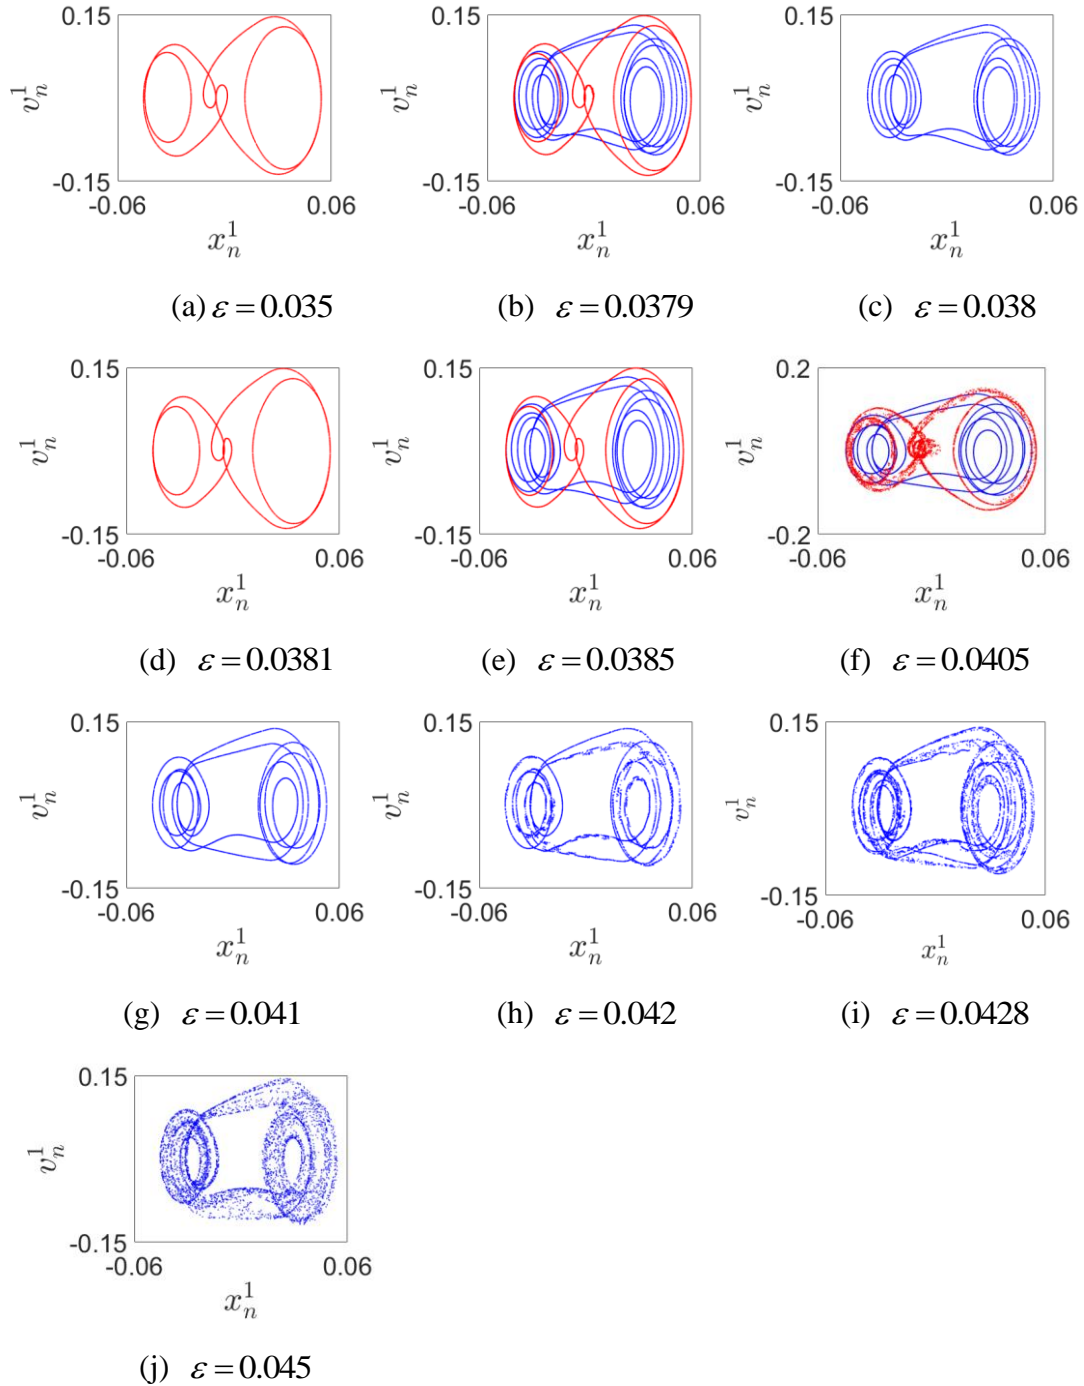 0.15 0.15 0.15
v_n^1 v_n^1 v_n^1
-0.15 -0.15 -0.15
-0.06 0.06 -0.06 0.06 -0.06 0.06
x_n^1 x_n^1 x_n^1
(a) ε = 0.035 (b) ε = 0.0379 (c) ε = 0.038
0.15 0.15 0.2
v_n^1 v_n^1 v_n^1
-0.15 -0.15 -0.2
-0.06 0.06 -0.06 0.06 -0.06 0.06
x_n^1 x_n^1 x_n^1
(d) ε = 0.0381 (e) ε = 0.0385 (f) ε = 0.0405
0.15 0.15 0.15
v_n^1 v_n^1 v_n^1
-0.15 -0.15 -0.15
-0.06 0.06 -0.06 0.06 -0.06 0.06
x_n^1 x_n^1 x_n^1
(g) ε = 0.041 (h) ε = 0.042 (i) ε = 0.0428
0.15
v_n^1
-0.15
-0.06 0.06
x_n^1
(j) ε = 0.045